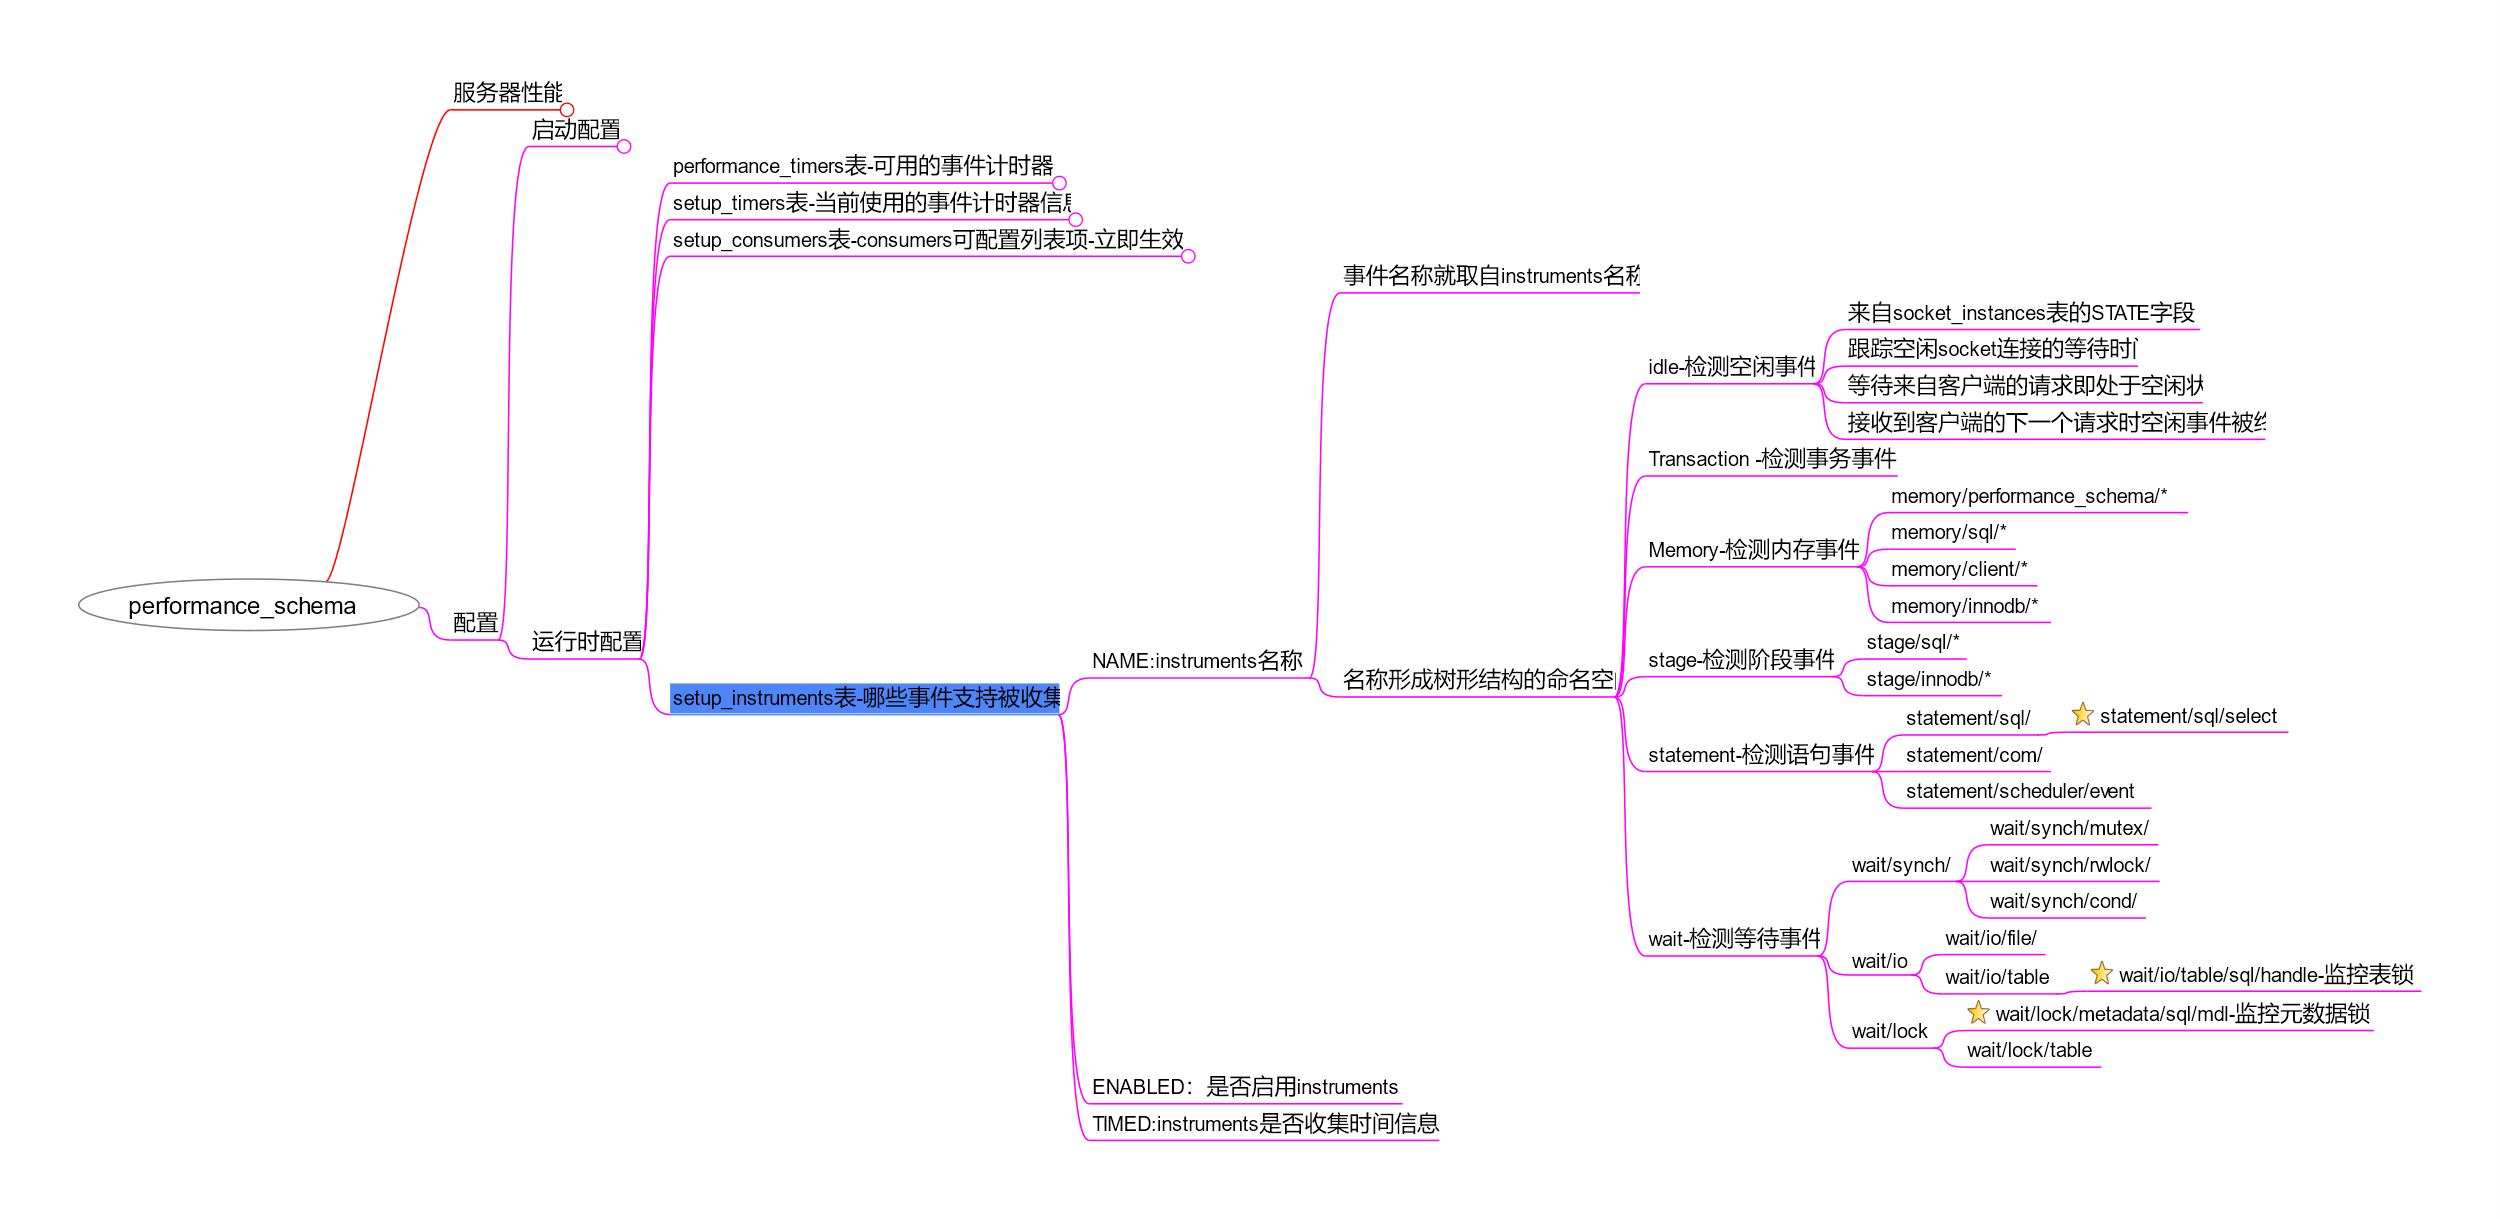 服务器性能
启动配置
performance_timers表-可用的事件计时器
setup_timers表-当前使用的事件计时器信息
setup_consumers表-consumers可配置列表项-立即生效
事件名称就取自instruments名称
来自socket_instances表的STATE字段
跟踪空闲socket连接的等待时间
idle-检测空闲事件
等待来自客户端的请求即处于空闲状
接收到客户端的下一个请求时空闲事件被终
Transaction -检测事务事件
memory/performance_schema/*
memory/sql/*
Memory-检测内存事件
memory/client/*
memory/innodb/*
performance_schema
配置
运行时配置
setup_instruments表-哪些事件支持被收集
NAME:instruments名称
名称形成树形结构的命名空间
stage/sql/*
stage-检测阶段事件
stage/innodb/*
statement/sql/
statement/sql/select
statement-检测语句事件
statement/com/
statement/scheduler/event
wait/synch/mutex/
wait/synch/
wait/synch/rwlock/
wait/synch/cond/
wait-检测等待事件
wait/io/file/
wait/io
wait/io/table
wait/io/table/sql/handle-监控表锁
wait/lock/metadata/sql/mdl-监控元数据锁
wait/lock
wait/lock/table
ENABLED：是否启用instruments
TIMED:instruments是否收集时间信息